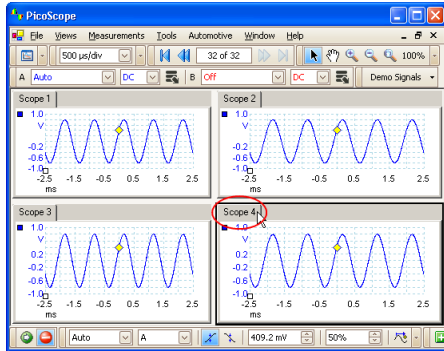 PicoScope
File Views Measurements Tools Automotive Window Help
500 µs/div 32 of 32 100%
A Auto DC B Off DC Demo Signals
Scope 1 Scope 2
1.0 1.0
V V
-0.2 -0.2
-0.6 -0.6
-1.0 -1.0
-2.5 -1.5 -0.5 0.5 1.5 2.5 -2.5 -1.5 -0.5 0.5 1.5 2.5
ms ms
Scope 3 Scope 4
1.0 1.0
V V
0.2 0.2
-0.2 -0.2
-0.6 -0.6
-1.0 -1.0
-2.5 -1.5 -0.5 0.5 1.5 2.5 -2.5 -1.5 -0.5 0.5 1.5 2.5
ms ms
Auto A 409.2 mV 50%